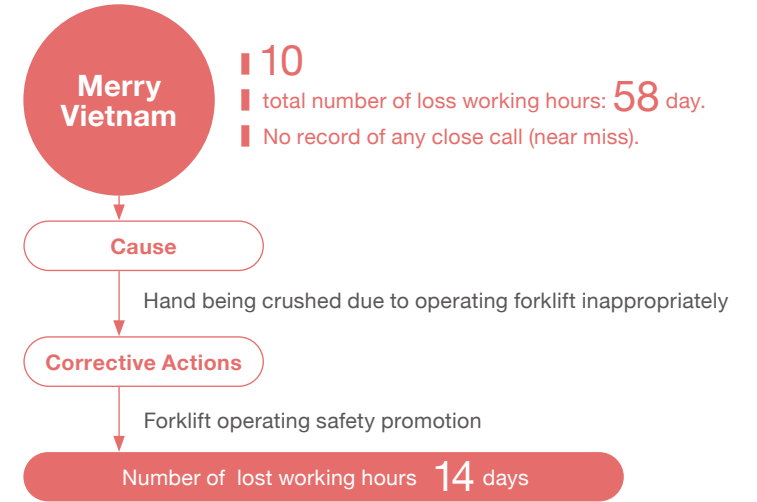 Merry
Vietnam
10
total number of loss working hours: 58 day.
No record of any close call (near miss).
Cause
Hand being crushed due to operating forklift inappropriately
Corrective Actions
Forklift operating safety promotion
Number of lost working hours 14 days